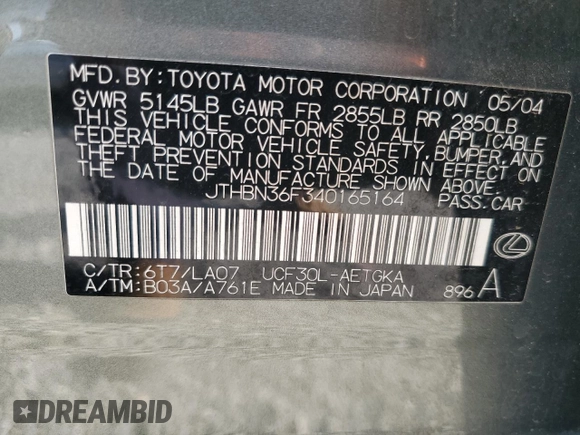 MFD. BY: TOYOTA MOTOR CORPORATION 05/04
GVWR 5145LB GAWR FR 2855LB RR 2850LB
THIS VEHICLE CONFORMS TO ALL APPLICABLE
FEDERAL MOTOR VEHICLE SAFETY, BUMPER, AND
THEFT PREVENTION STANDARDS IN EFFECT ON
THE DATE OF MANUFACTURE SHOWN ABOVE.
JTHBN36F340165164 PASS. CAR
C/TR: 6T7/LA07 UCF30L-AETGKA
A/TM: B03A/A761E MADE IN JAPAN 896 A
DREAMBID